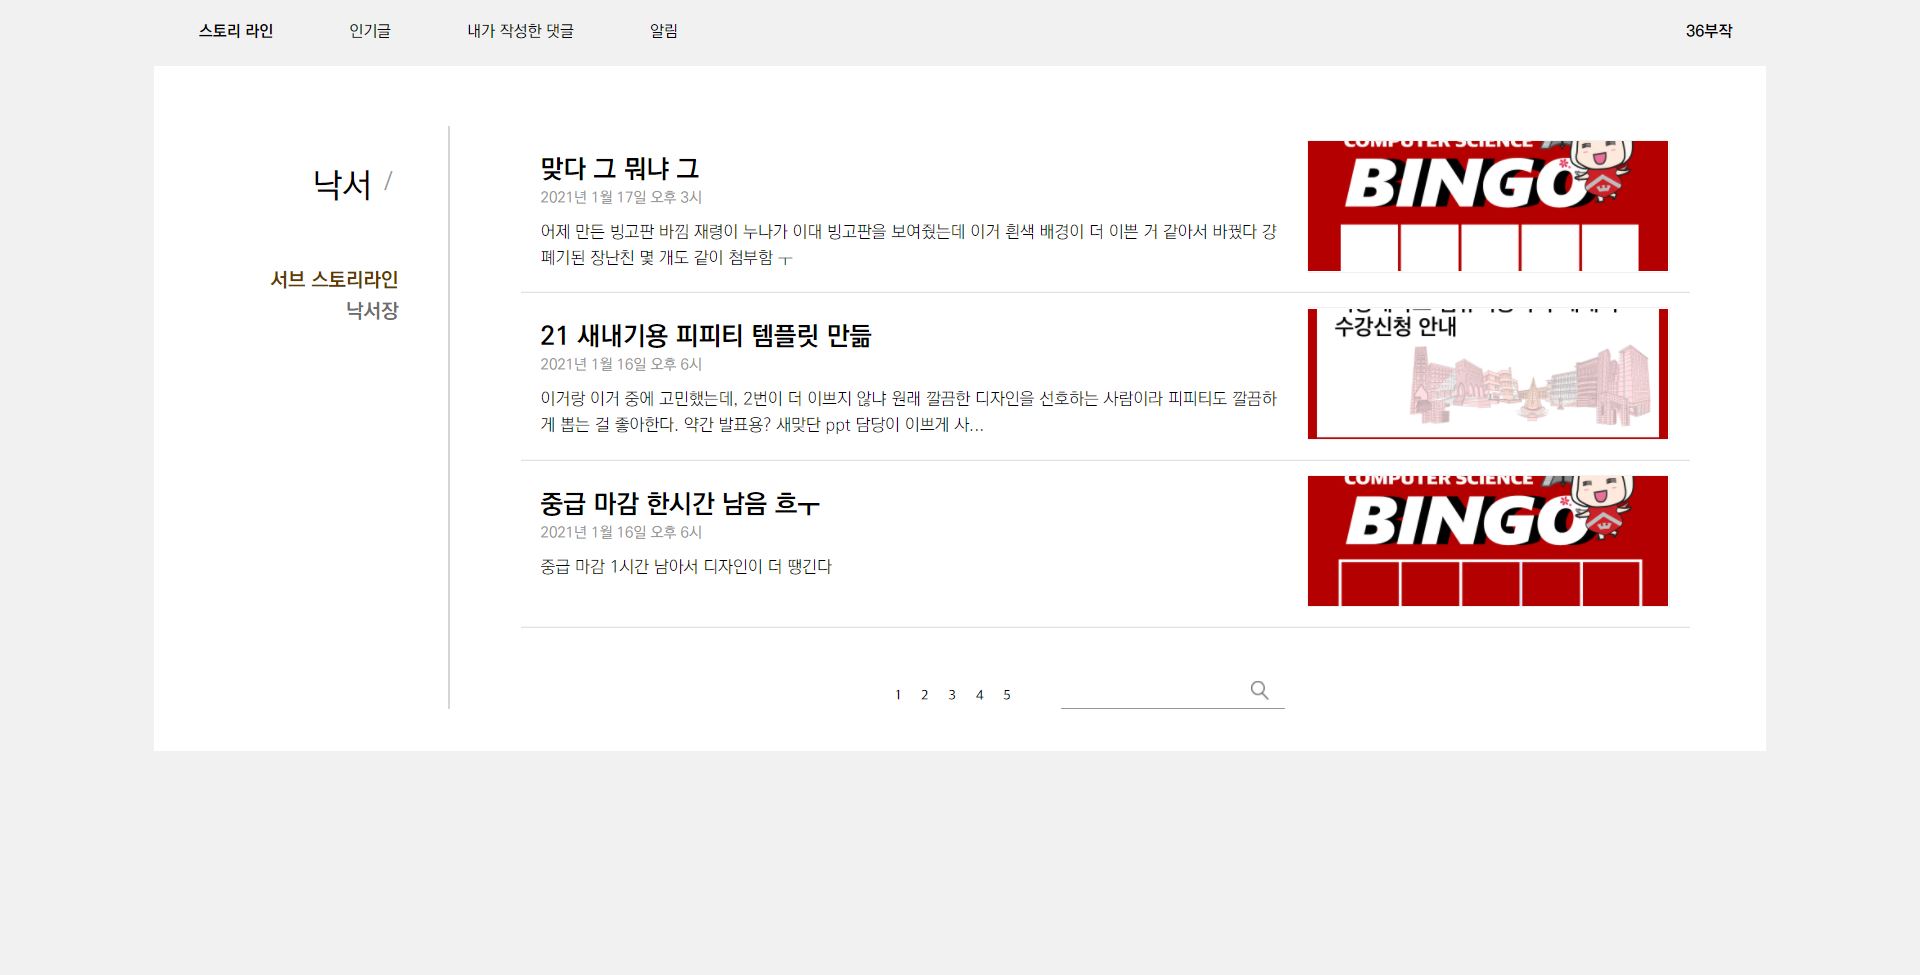 스토리 라인
인기글
내가 작성한 댓글
알림
36부작
낙서 /
서브 스토리라인
낙서장
맞다 그 뭐냐 그
2021년 1월 17일 오후 3시
어제 만든 빙고판 바낌 재령이 누나가 이대 빙고판을 보여줬는데 이거 흰색 배경이 더 이쁜 거 같아서 바꿨다 걍
폐기된 장난친 몇 개도 같이 첨부함 ㅜ
COMPUTER SCIENCE
BINGO
21 새내기용 피피티 템플릿 만듦
2021년 1월 16일 오후 6시
이거랑 이거 중에 고민했는데, 2번이 더 이쁘지 않냐 원래 깔끔한 디자인을 선호하는 사람이라 피피티도 깔끔하
게 뽑는 걸 좋아한다. 약간 발표용? 새맞단 ppt 담당이 이쁘게 사...
수강신청 안내
중급 마감 한시간 남음 흐ㅜ
2021년 1월 16일 오후 6시
중급 마감 1시간 남아서 디자인이 더 땡긴다
COMPUTER SCIENCE
BINGO
1 2 3 4 5